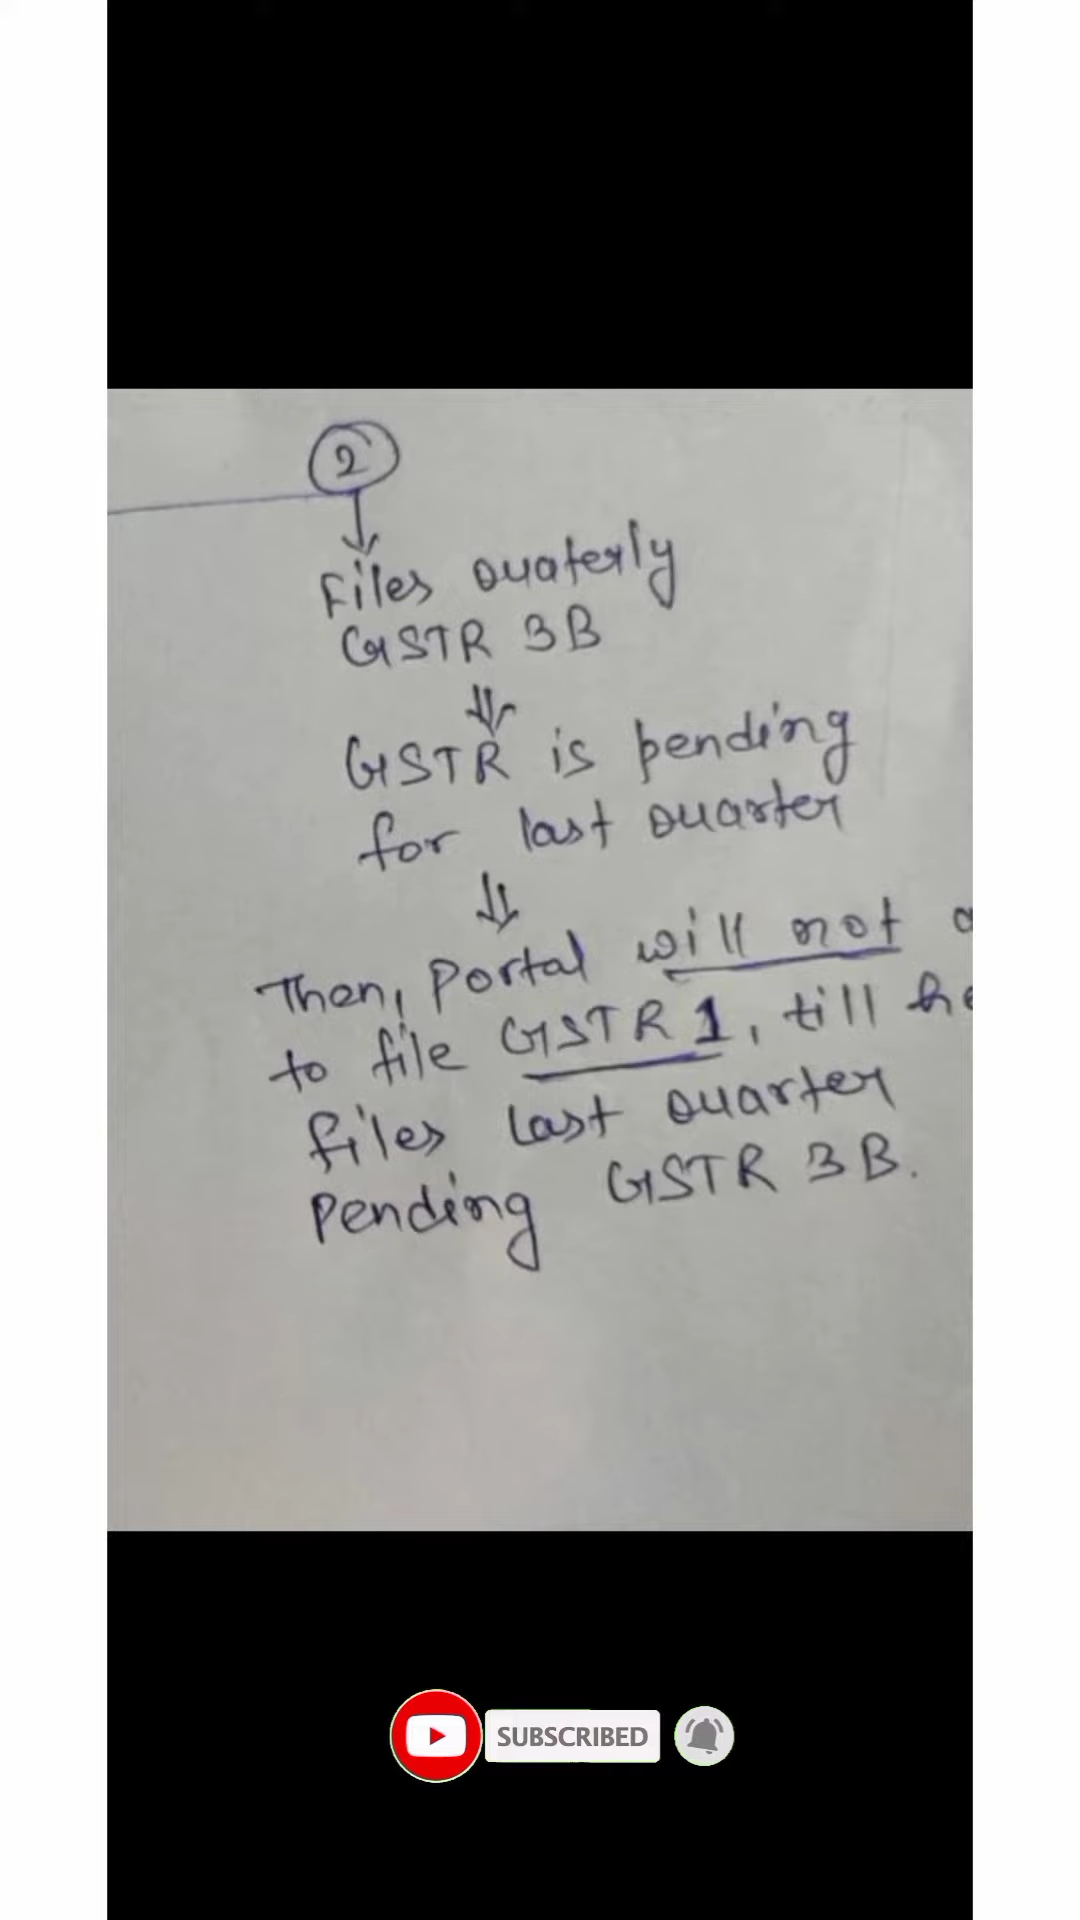 2
Files quaterly
GSTR 3B
GSTR is pending
for last quarter
Then, Portal will not
to file GSTR 1, till he
files last quarter
Pending GSTR 3B.
SUBSCRIBED